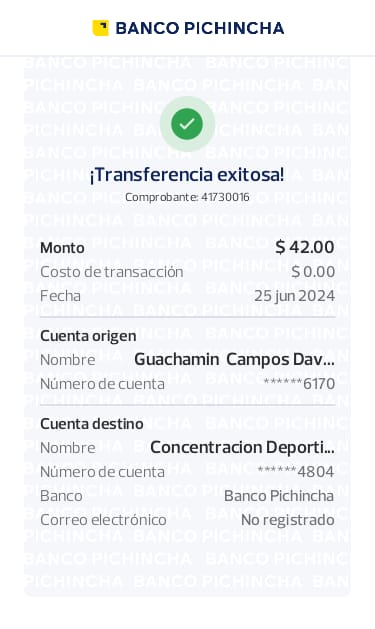 BANCO PICHINCHA
¡Transferencia exitosa!
Comprobante: 41730016
Monto $ 42.00
Costo de transacción $ 0.00
Fecha 25 jun 2024
Cuenta origen
Nombre Guachamin Campos Dav...
Número de cuenta ******6170
Cuenta destino
Nombre Concentracion Deporti...
Número de cuenta ******4804
Banco Banco Pichincha
Correo electrónico No registrado